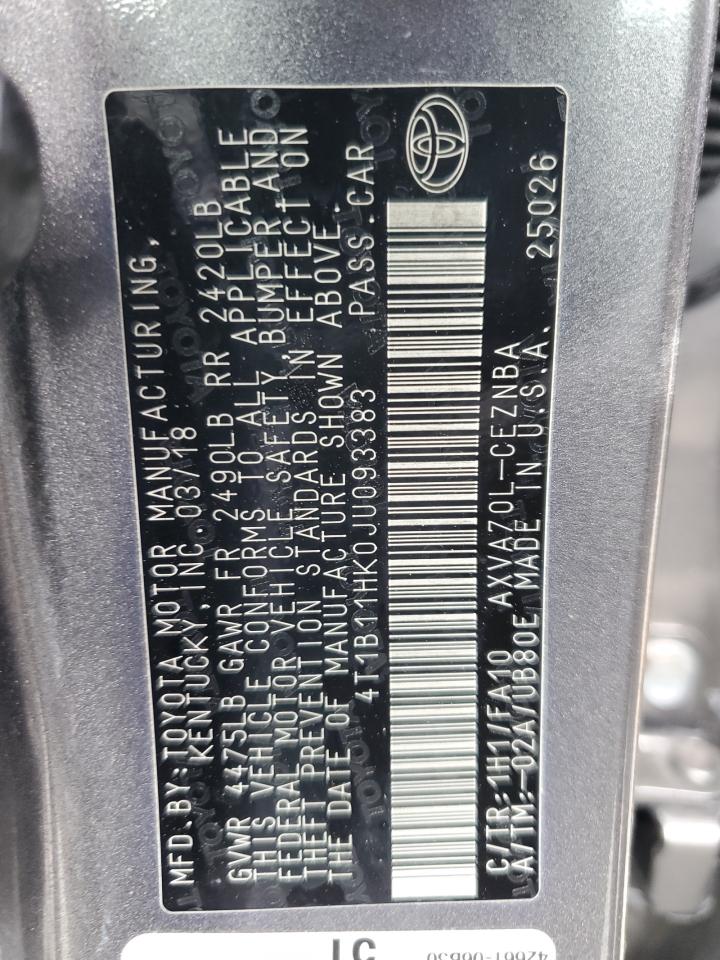 MFD.BY:TOYOTA MOTOR MANUFACTURING,
KENTUCKY,INC.03/18
GVWR 4475LB GAWR FR 2490LB RR 2420LB
THIS VEHICLE CONFORMS TO ALL APPLICABLE
FEDERAL MOTOR VEHICLE SAFETY,BUMPER AND
THEFT PREVENTION STANDARDS IN EFFECT ON
THE DATE OF MANUFACTURE SHOWN ABOVE.
4T1B11HK0JU093383 PASS.CAR
C/TR:1H1/FA10 AXVA70L-CEZNBA
A/TM:-02A/UB80E MADE IN U.S.A. 25026